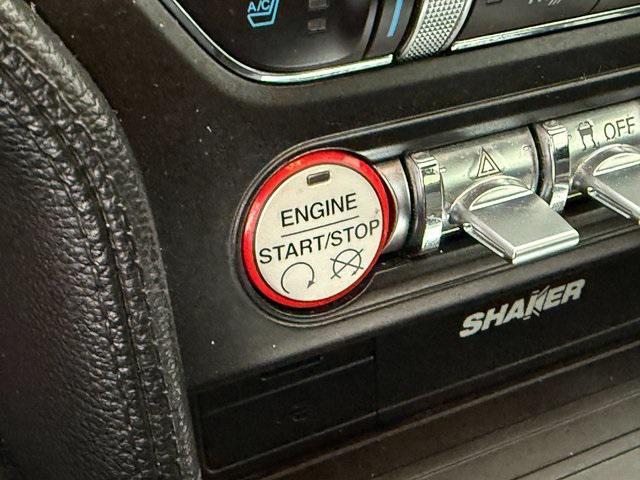 A/C
OFF
ENGINE
START/STOP
SHAKER